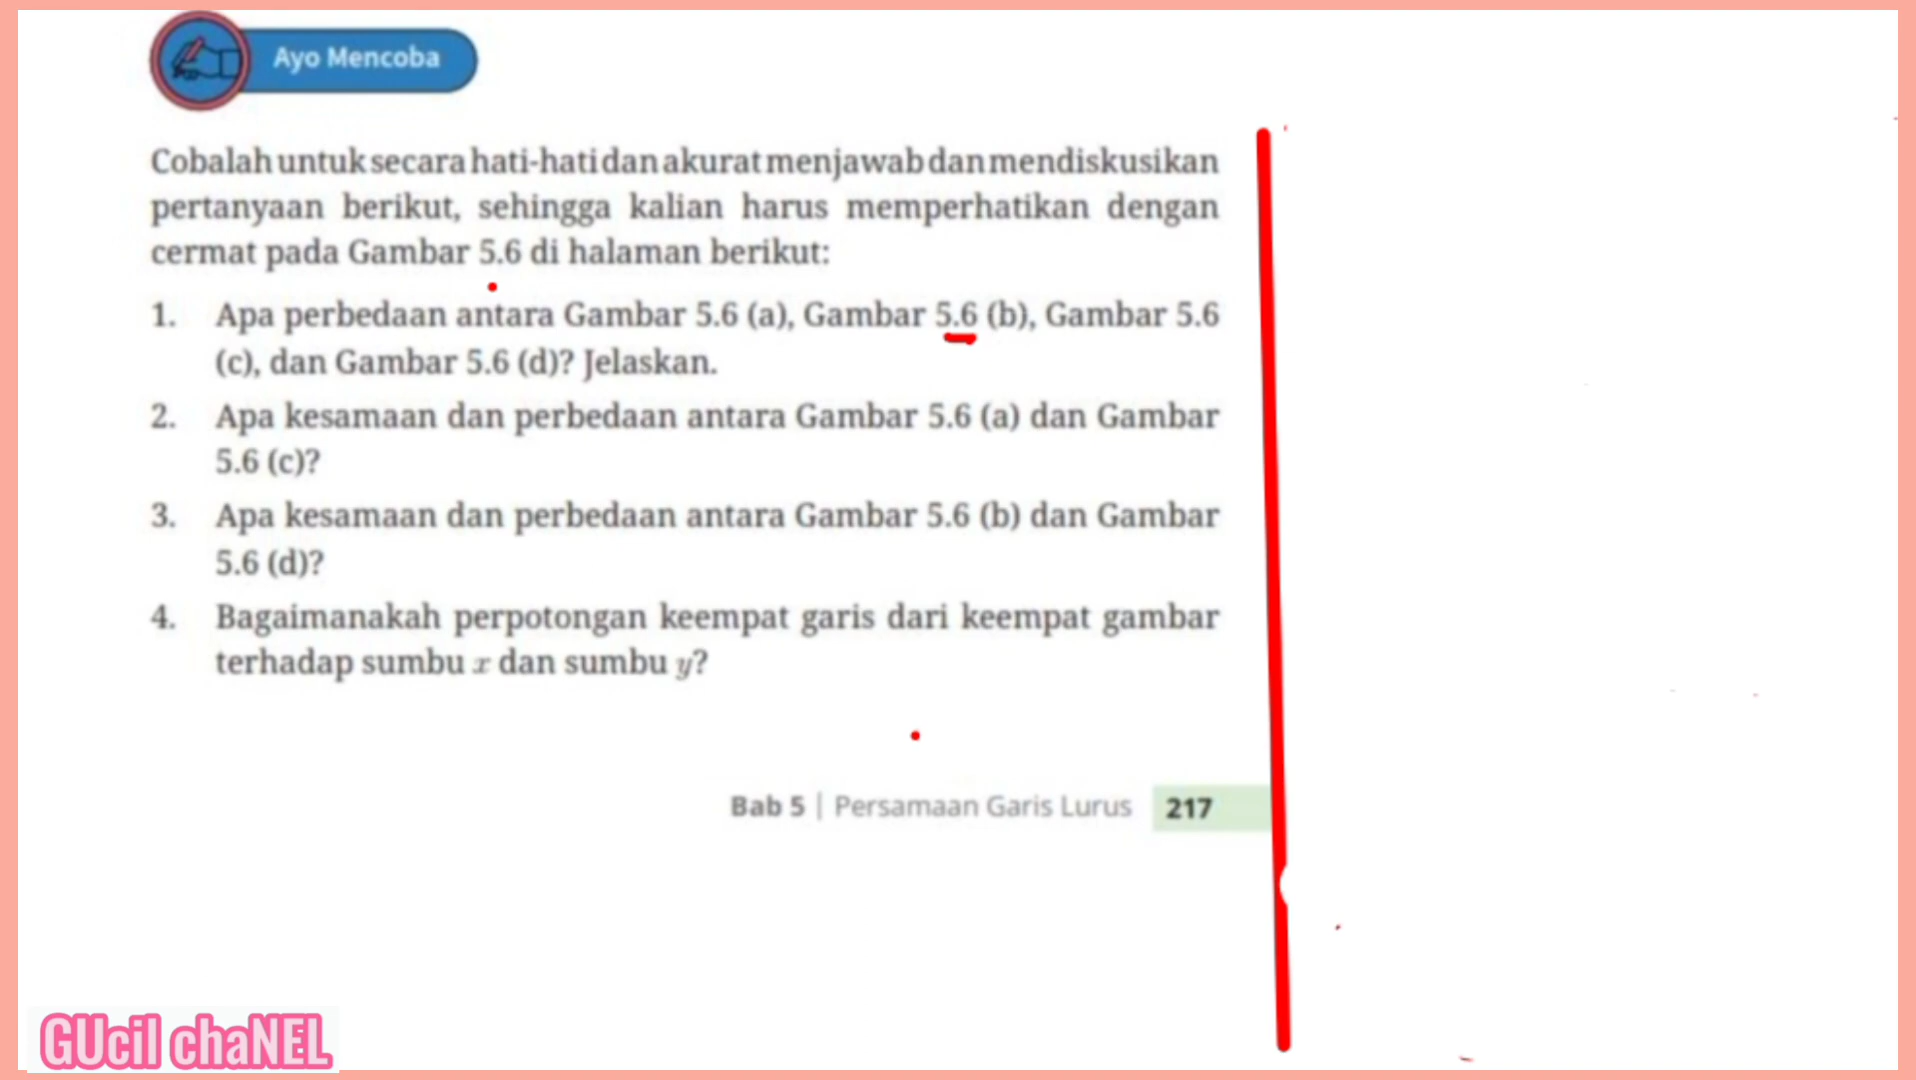 Ayo Mencoba
Cobalah untuk secara hati-hati dan akurat menjawab dan mendiskusikan
pertanyaan berikut, sehingga kalian harus memperhatikan dengan
cermat pada Gambar 5.6 di halaman berikut:
1. Apa perbedaan antara Gambar 5.6 (a), Gambar 5.6 (b), Gambar 5.6
(c), dan Gambar 5.6 (d)? Jelaskan.
2. Apa kesamaan dan perbedaan antara Gambar 5.6 (a) dan Gambar
5.6 (c)?
3. Apa kesamaan dan perbedaan antara Gambar 5.6 (b) dan Gambar
5.6 (d)?
4. Bagaimanakah perpotongan keempat garis dari keempat gambar
terhadap sumbu x dan sumbu y?
Bab 5 | Persamaan Garis Lurus 217
GUcil chaNEL